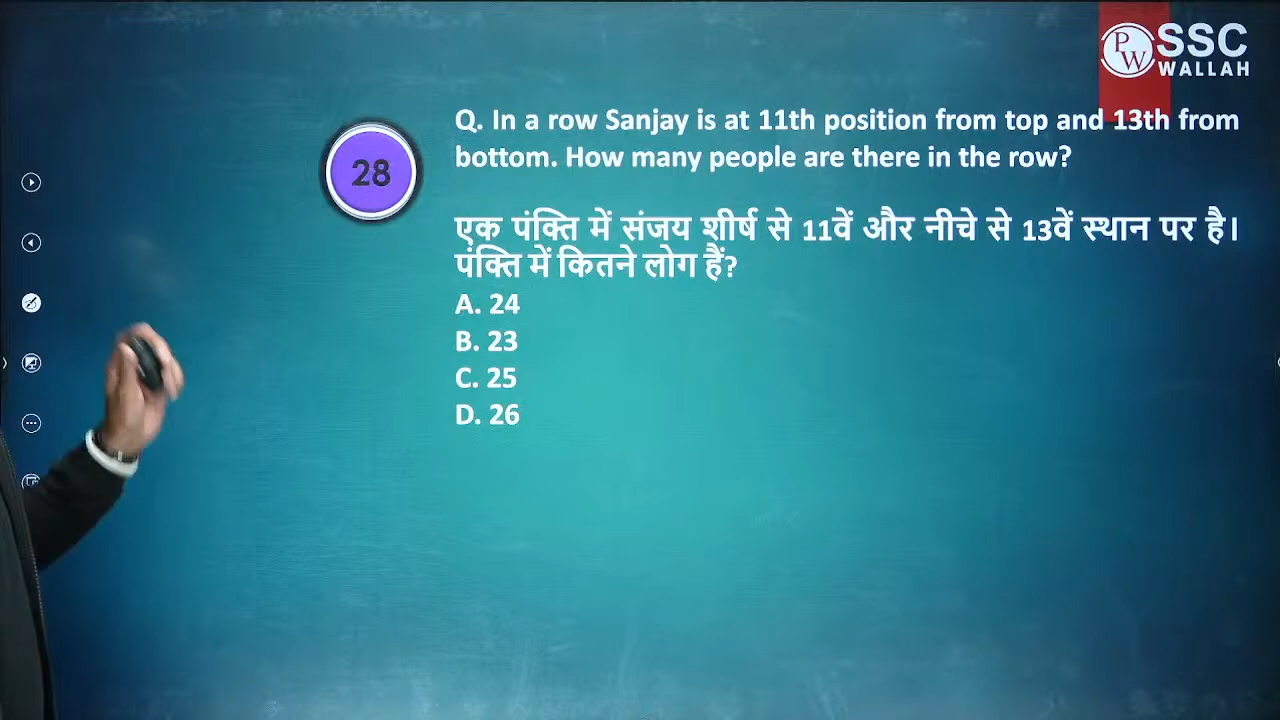 PW SSC
WALLAH
28
Q. In a row Sanjay is at 11th position from top and 13th from
bottom. How many people are there in the row?
एक पंक्ति में संजय शीर्ष से 11वें और नीचे से 13वें स्थान पर है।
पंक्ति में कितने लोग हैं?
A. 24
B. 23
C. 25
D. 26